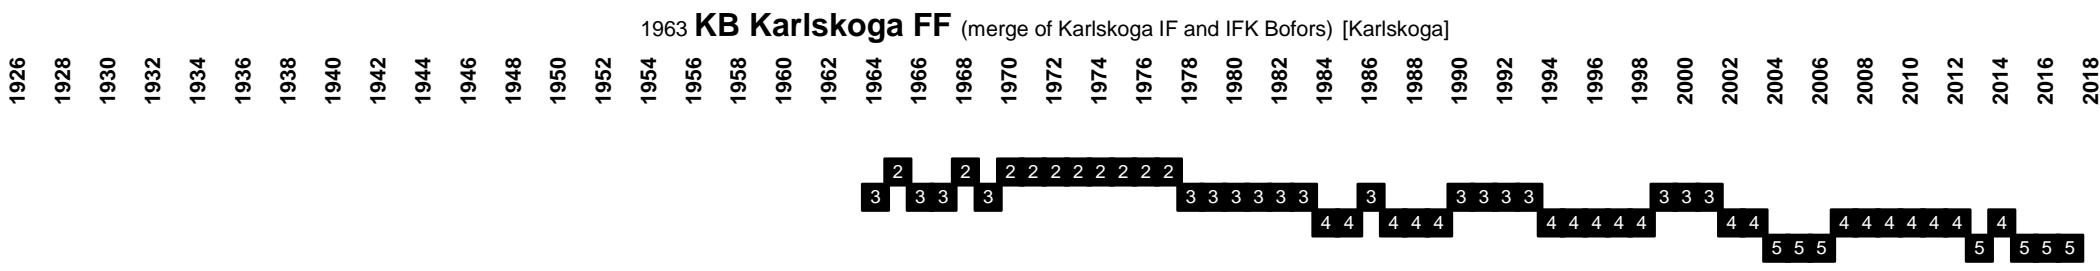 1963 KB Karlskoga FF (merge of Karlskoga IF and IFK Bofors) [Karlskoga]
1926 1928 1930 1932 1934 1936 1938 1940 1942 1944 1946 1948 1950 1952 1954 1956 1958 1960 1962 1964 1966 1968 1970 1972 1974 1976 1978 1980 1982 1984 1986 1988 1990 1992 1994 1996 1998 2000 2002 2004 2006 2008 2010 2012 2014 2016 2018
2 2 2 2 2 2 2 2 2 2
3 3 3 3 3 3 3 3 3 3 3 3 3 3 3 3 3 3
4 4 4 4 4 4 4 4 4 4 4 4 4 4 4 4 4 4 4
5 5 5 5 5 5 5